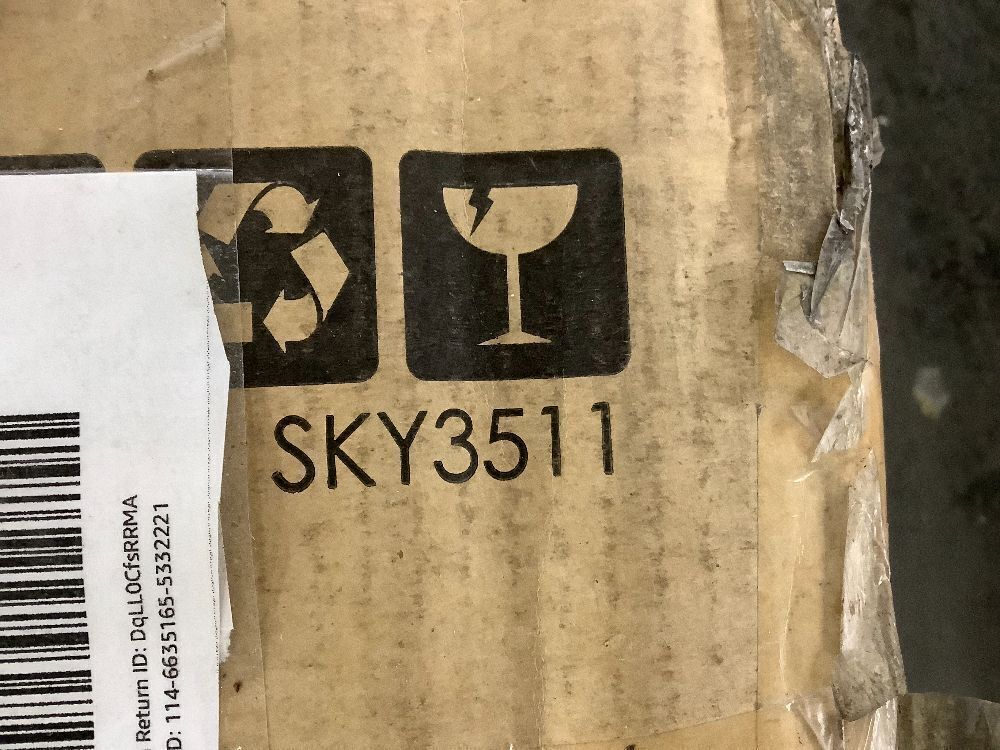 SKY3511
Return ID: DqLL0CfsRRMA
D: 114-6635165-5332221